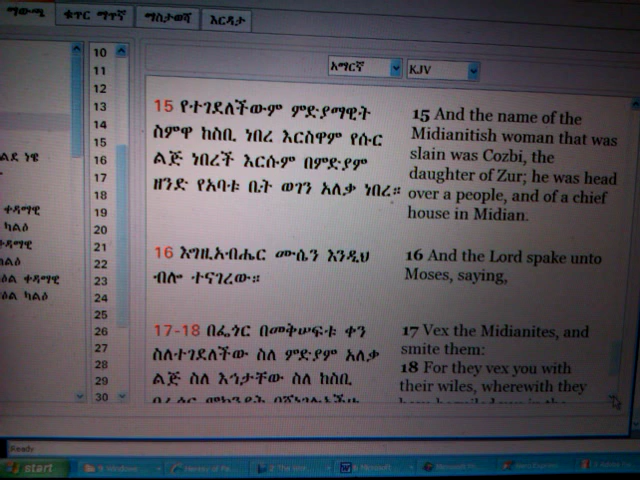 ማውጫ
ቁጥር ማጥኛ
ማስታወሻ
እርዳታ
አማርኛ
KJV
10
11
12
13
14
15
16
17
18
19
20
21
22
23
24
25
26
27
28
29
30
15 የተገደለችውም ምድያማዊት
ስምዋ ከስቢ ነበረ እርስዋም የሱር
ልጅ ነበረች እርሱም በምድያም
ዘንድ የአባቱ ቤት ወገን አለቃ ነበረ።
16 እግዚአብሔር ሙሴን እንዲህ
ብሎ ተናገረው።
17-18 በፌጎር በመቅሠፍቱ ቀን
ስለተገደለችው ስለ ምድያም አለቃ
ልጅ ስለ እኅታቸው ስለ ከስቢ
15 And the name of the
Midianitish woman that was
slain was Cozbi, the
daughter of Zur; he was head
over a people, and of a chief
house in Midian.
16 And the Lord spake unto
Moses, saying,
17 Vex the Midianites, and
smite them:
18 For they vex you with
their wiles, wherewith they
Ready
start
9 Windows
Microsoft